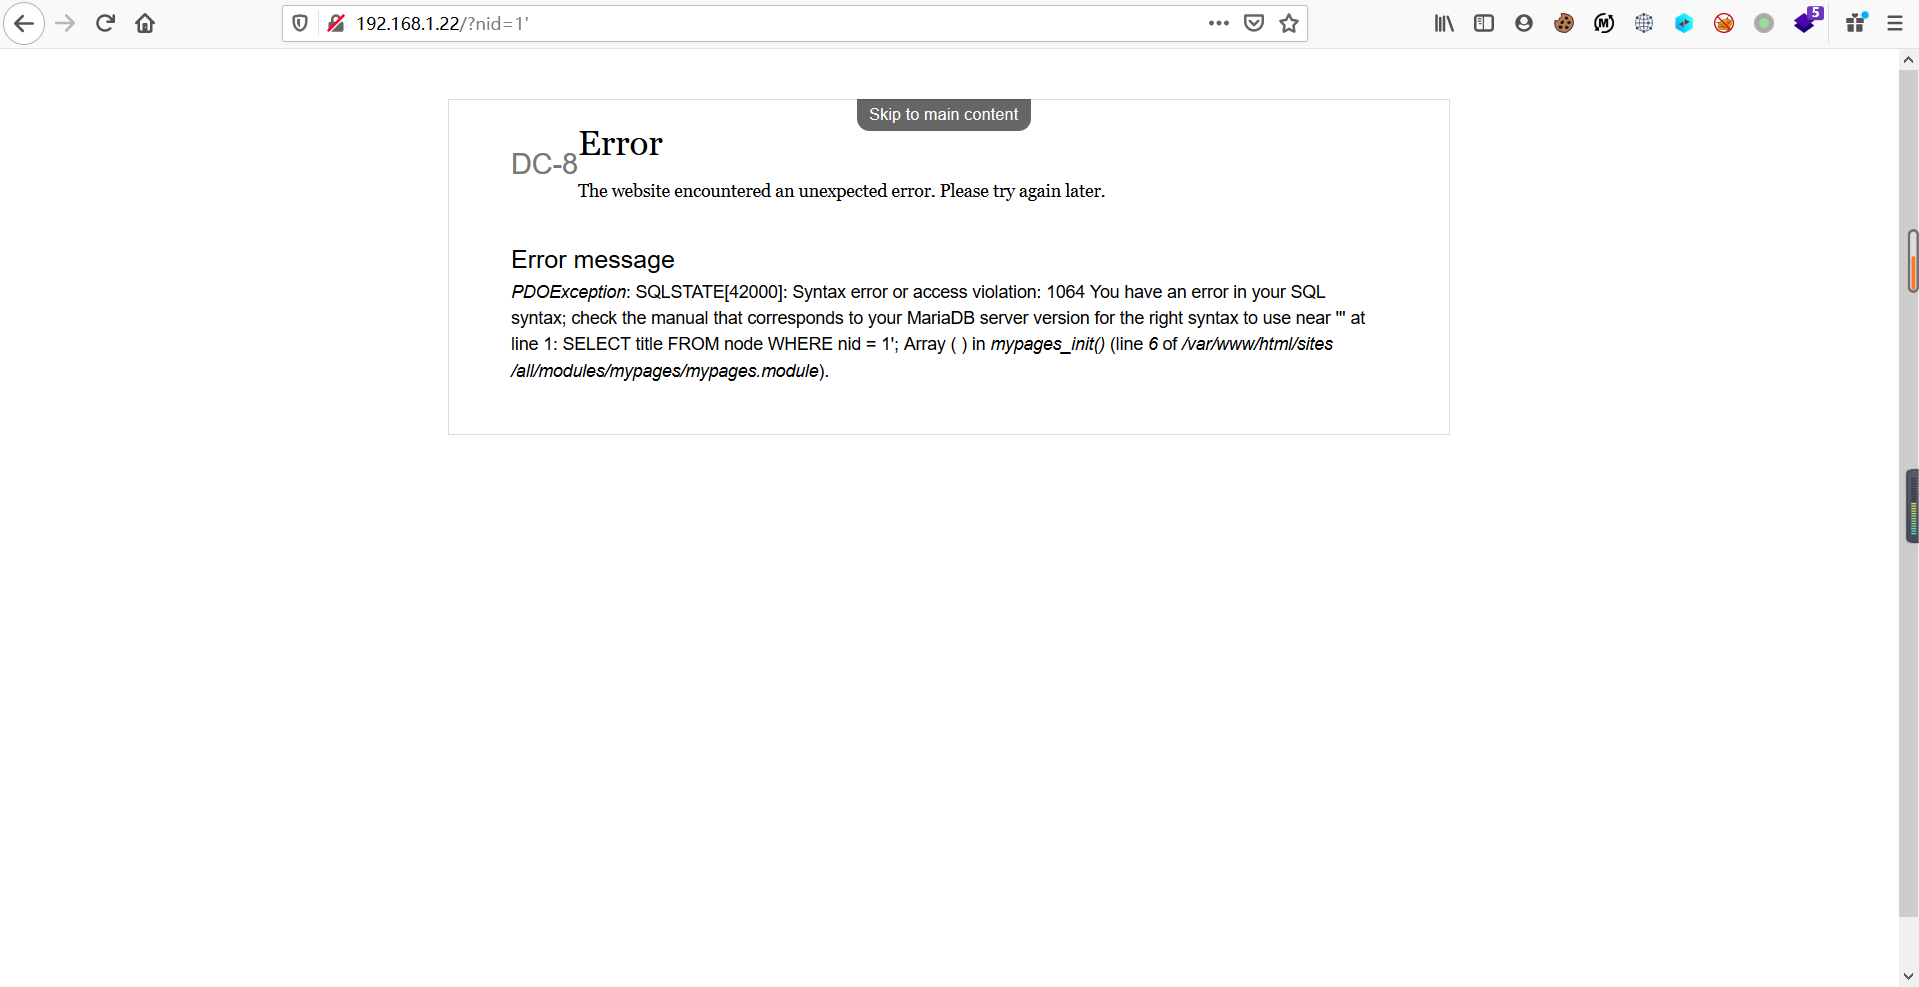 192.168.1.22/?nid=1'
5
Skip to main content
Error
DC-8
The website encountered an unexpected error. Please try again later.
Error message
PDOException: SQLSTATE[42000]: Syntax error or access violation: 1064 You have an error in your SQL
syntax; check the manual that corresponds to your MariaDB server version for the right syntax to use near ''' at
line 1: SELECT title FROM node WHERE nid = 1'; Array ( ) in mypages_init() (line 6 of /var/www/html/sites
/all/modules/mypages/mypages.module).